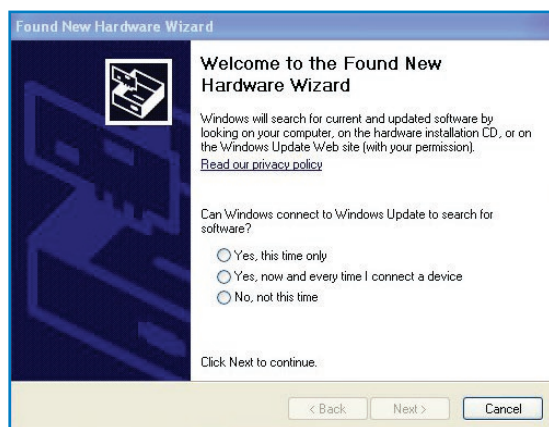 Found New Hardware Wizard
Welcome to the Found New
Hardware Wizard
Windows will search for current and updated software by
looking on your computer, on the hardware installation CD, or on
the Windows Update Web site (with your permission).
Read our privacy policy
Can Windows connect to Windows Update to search for
software?
Yes, this time only
Yes, now and every time I connect a device
No, not this time
Click Next to continue.
< Back
Next >
Cancel